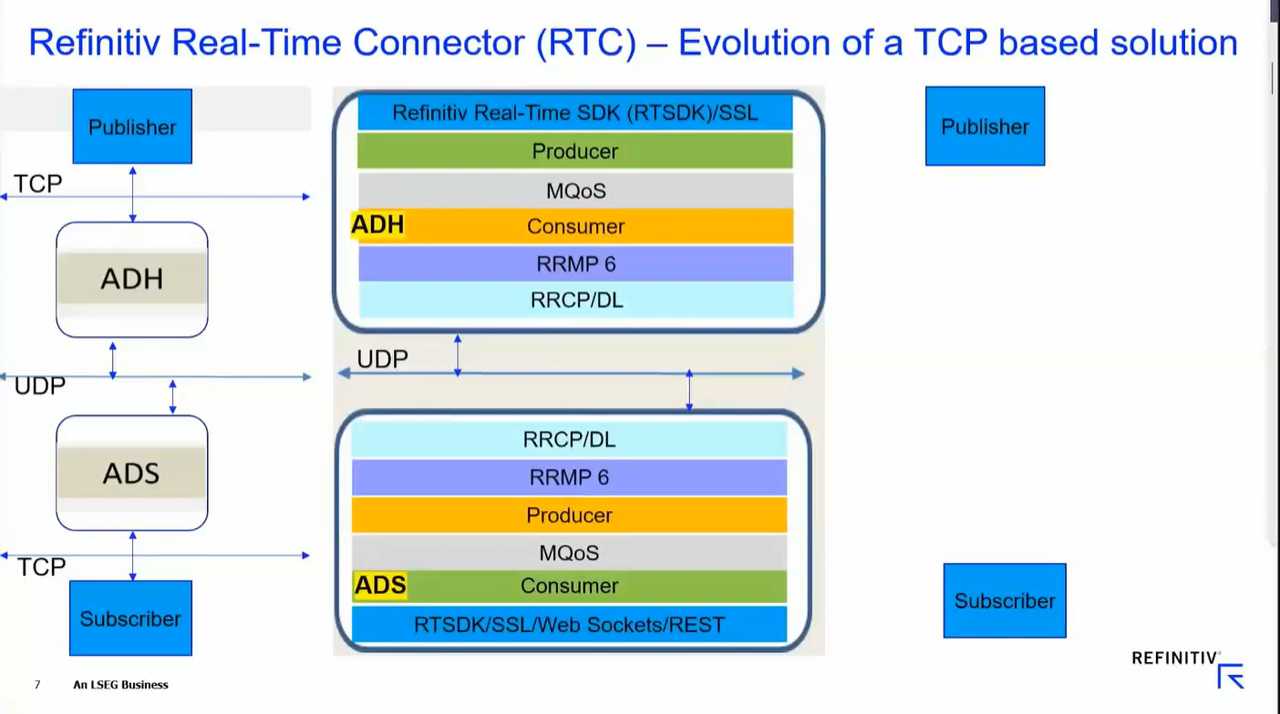 Refinitiv Real-Time Connector (RTC) – Evolution of a TCP based solution
Publisher
TCP
ADH
UDP
ADS
TCP
Subscriber
Refinitiv Real-Time SDK (RTSDK)/SSL
Producer
MQoS
ADH
Consumer
RRMP 6
RRCP/DL
UDP
RRCP/DL
RRMP 6
Producer
MQoS
ADS
Consumer
RTSDK/SSL/Web Sockets/REST
Publisher
Subscriber
REFINITIV
7
An LSEG Business